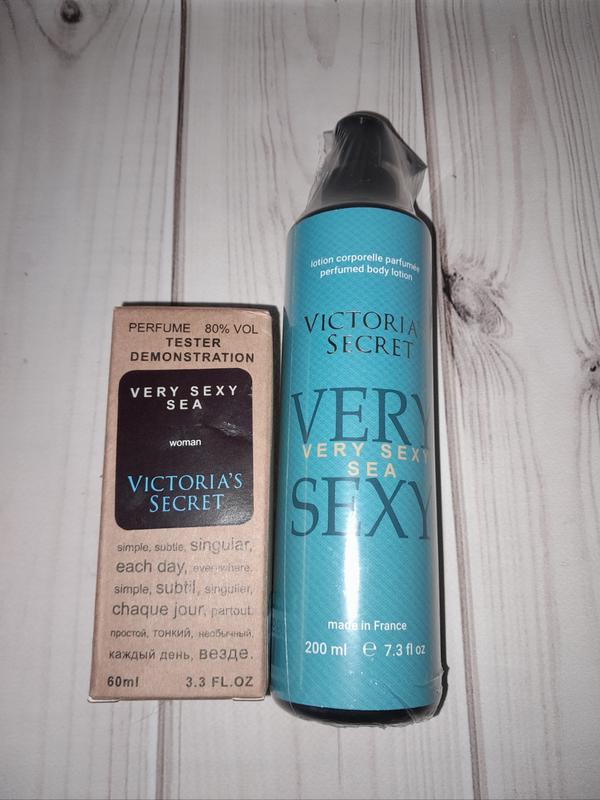 PERFUME 80% VOL
TESTER
DEMONSTRATION
VERY SEXY
SEA
woman
VICTORIA'S
SECRET
simple, subtle, singular,
each day, everywhere.
simple, subtil, singulier,
chaque jour, partout.
простой, тонкий, необычный,
каждый день, везде.
60ml 3.3 FL.OZ
lotion corporelle parfumée
perfumed body lotion
VICTORIA'
SECRET
VERY
VERY SEXY
SEA
SEXY
made in France
200 ml e 7.3 fl oz